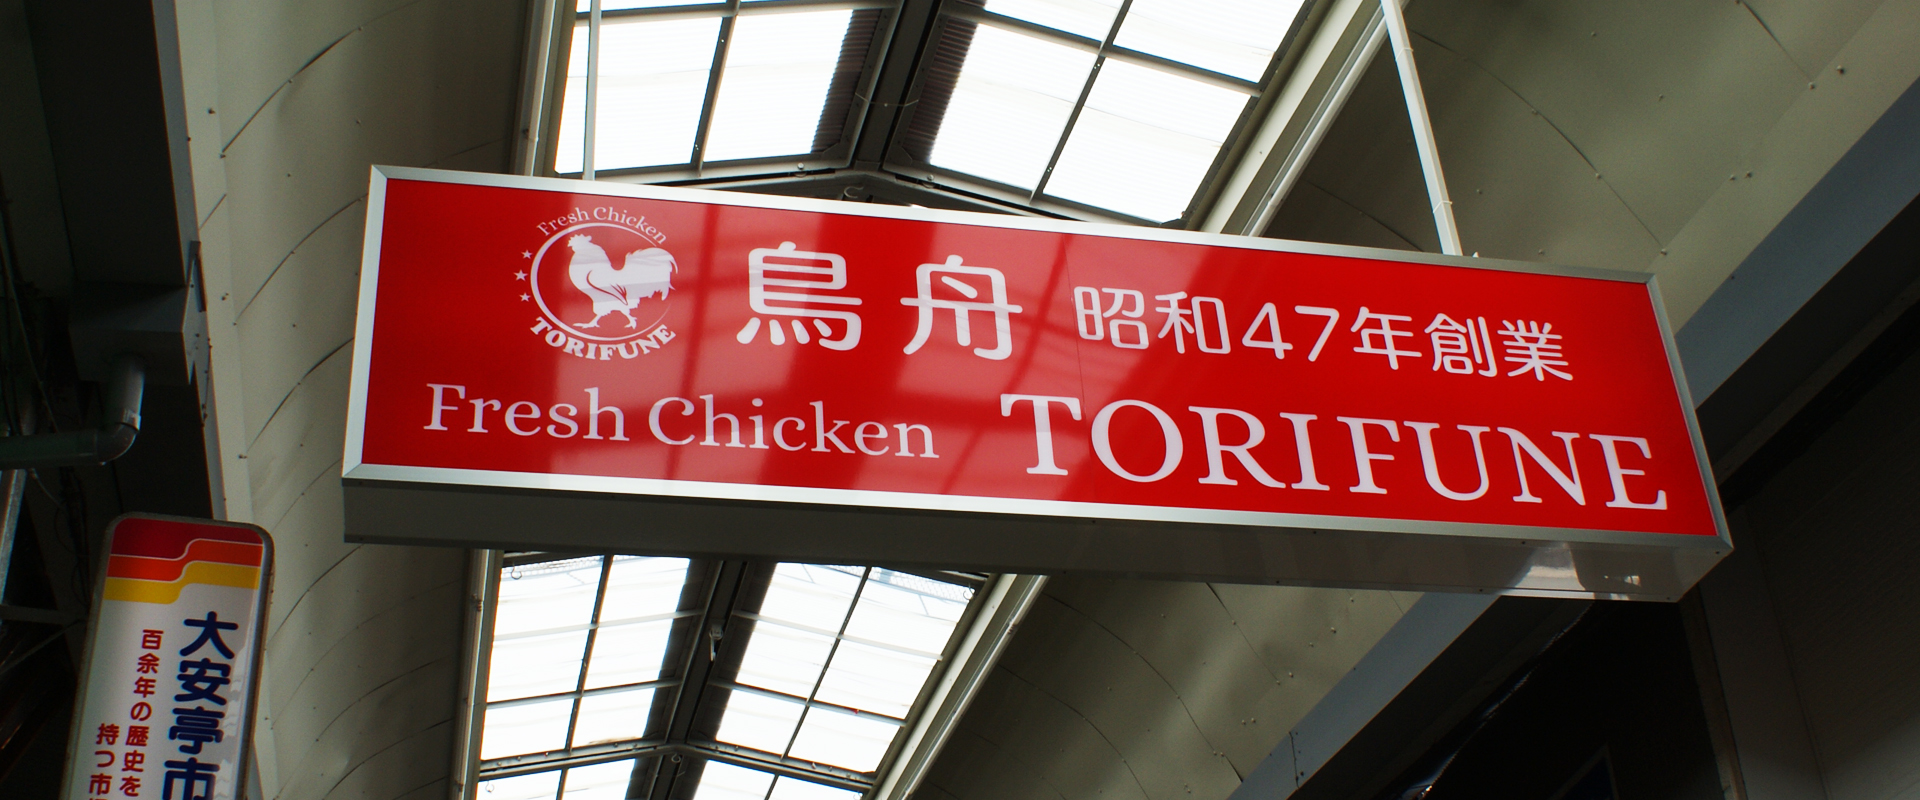 Fresh Chicken
TORIFUNE
鳥舟 昭和47年創業
Fresh Chicken TORIFUNE
大安亭市
百余年の歴史を
持つ市